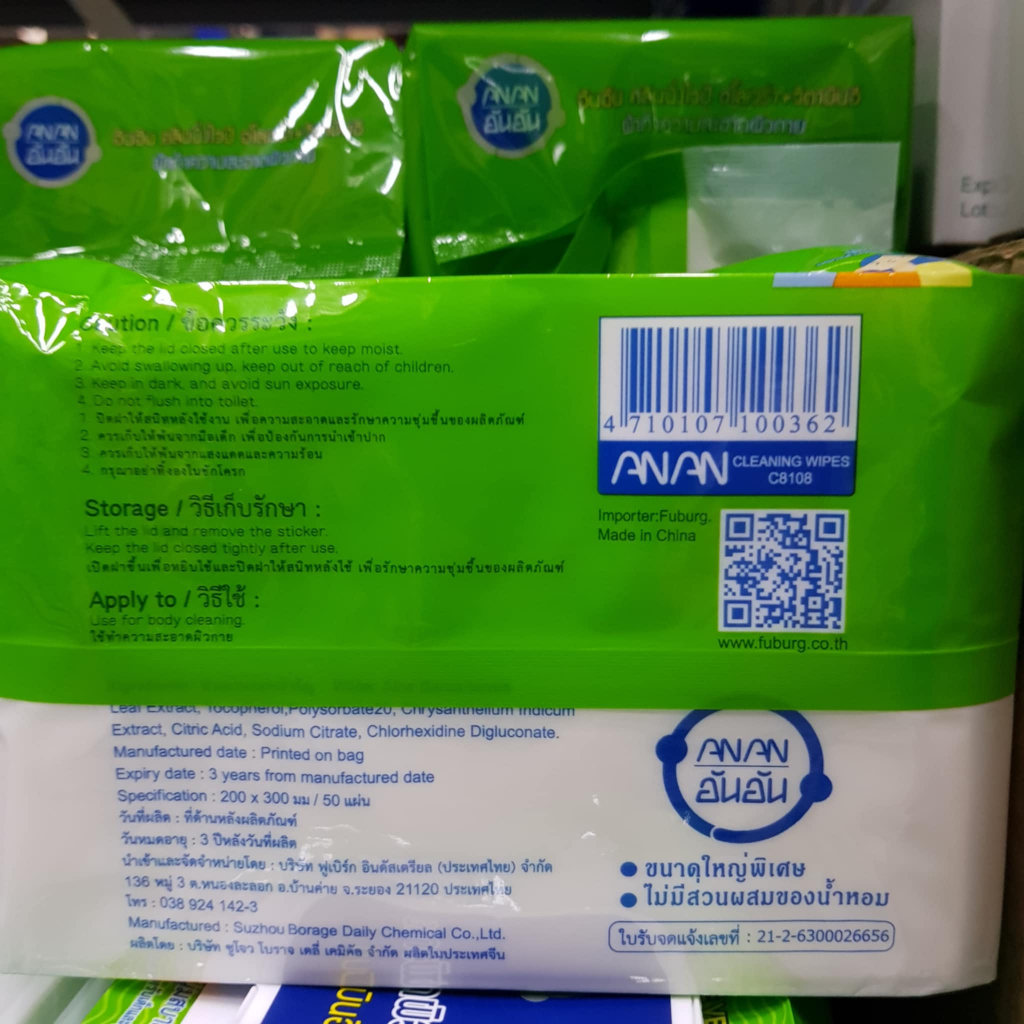 ANAN
อันอัน
ANAN
อันอัน
Exp
Lot
Caution / ข้อควรระวัง :
1. Keep the lid closed after use to keep moist.
2. Avoid swallowing up, keep out of reach of children.
3. Keep in dark, and avoid sun exposure.
4. Do not flush into toilet.
1. ปิดฝาให้สนิทหลังใช้งาน เพื่อความสะอาดและรักษาความชุ่มชื้นของผลิตภัณฑ์
2. ควรเก็บให้พ้นจากมือเด็ก เพื่อป้องกันการนำเข้าปาก
3. ควรเก็บให้พ้นจากแสงแดดและความร้อน
4. กรุณาอย่าทิ้งลงในชักโครก
Storage / วิธีเก็บรักษา :
Lift the lid and remove the sticker.
Keep the lid closed tightly after use.
เปิดฝาขึ้นเพื่อหยิบใช้และปิดฝาให้สนิทหลังใช้ เพื่อรักษาความชุ่มชื้นของผลิตภัณฑ์
Apply to / วิธีใช้ :
Use for body cleaning.
ใช้ทำความสะอาดผิวกาย
4 710107 100362
ANAN CLEANING WIPES
C8108
Importer:Fuburg.
Made in China
www.fuburg.co.th
Leaf Extract, Tocopherol,Polysorbate20, Chrysanthellum Indicum
Extract, Citric Acid, Sodium Citrate, Chlorhexidine Digluconate.
Manufactured date : Printed on bag
Expiry date : 3 years from manufactured date
Specification : 200 x 300 มม / 50 แผ่น
วันที่ผลิต : ที่ด้านหลังผลิตภัณฑ์
วันหมดอายุ : 3 ปีหลังวันที่ผลิต
นำเข้าและจัดจำหน่ายโดย : บริษัท ฟูเบิร์ก อินดัสเตรียล (ประเทศไทย) จำกัด
136 หมู่ 3 ต.หนองละลอก อ.บ้านค่าย จ.ระยอง 21120 ประเทศไทย
โทร : 038 924 142-3
Manufactured : Suzhou Borage Daily Chemical Co.,Ltd.
ผลิตโดย : บริษัท ซูโจว โบราจ เดลี่ เคมิคัล จำกัด ผลิตในประเทศจีน
ANAN
อันอัน
• ขนาดใหญ่พิเศษ
• ไม่มีส่วนผสมของน้ำหอม
ใบรับจดแจ้งเลขที่ : 21-2-6300026656